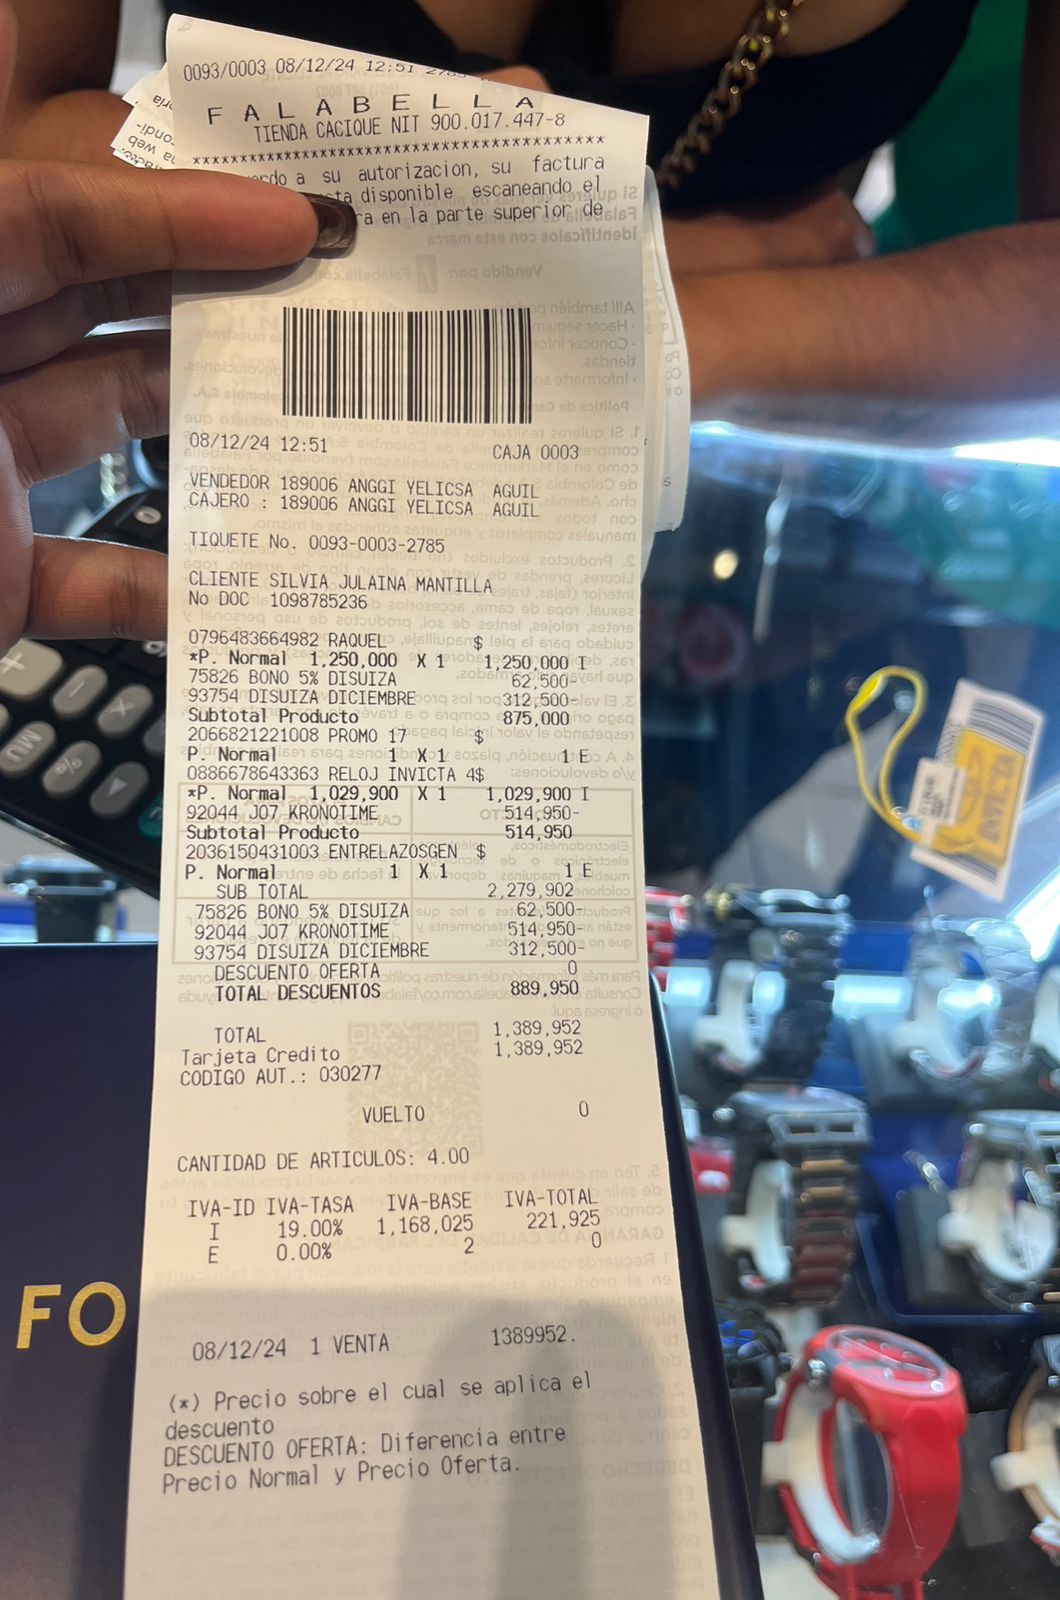 0093/0003 08/12/24 12:51
FALABELLA
TIENDA CACIQUE NIT 900.017.447-8
****************************************
a su autorizacion, su factura
disponible, escaneando el
en la parte superior de
08/12/24 12:51 CAJA 0003
VENDEDOR 189006 ANGGI YELICSA AGUIL
CAJERO : 189006 ANGGI YELICSA AGUIL
TIQUETE No. 0093-0003-2785
CLIENTE SILVIA JULAINA MANTILLA
No DOC 1098785236
0796483664982 RAQUEL $
*P. Normal 1,250,000 X 1 1,250,000 I
75826 BONO 5% DISUIZA 62,500-
93754 DISUIZA DICIEMBRE 312,500-
Subtotal Producto 875,000
2066821221008 PROMO 17 $
P. Normal 1 X 1 1 E
0886678643363 RELOJ INVICTA 4$
*P. Normal 1,029,900 X 1 1,029,900 I
92044 J07 KRONOTIME 514,950-
Subtotal Producto 514,950
2036150431003 ENTRELAZOSGEN $
P. Normal 1 X 1 1 E
SUB TOTAL 2,279,902
75826 BONO 5% DISUIZA 62,500-
92044 J07 KRONOTIME 514,950-
93754 DISUIZA DICIEMBRE 312,500-
DESCUENTO OFERTA 0
TOTAL DESCUENTOS 889,950
TOTAL 1,389,952
Tarjeta Credito 1,389,952
CODIGO AUT.: 030277
VUELTO 0
CANTIDAD DE ARTICULOS: 4.00
IVA-ID IVA-TASA IVA-BASE IVA-TOTAL
I 19.00% 1,168,025 221,925
E 0.00% 2 0
08/12/24 1 VENTA 1389952.
(*) Precio sobre el cual se aplica el
descuento
DESCUENTO OFERTA: Diferencia entre
Precio Normal y Precio Oferta.
FO
MU
%
INVICTA